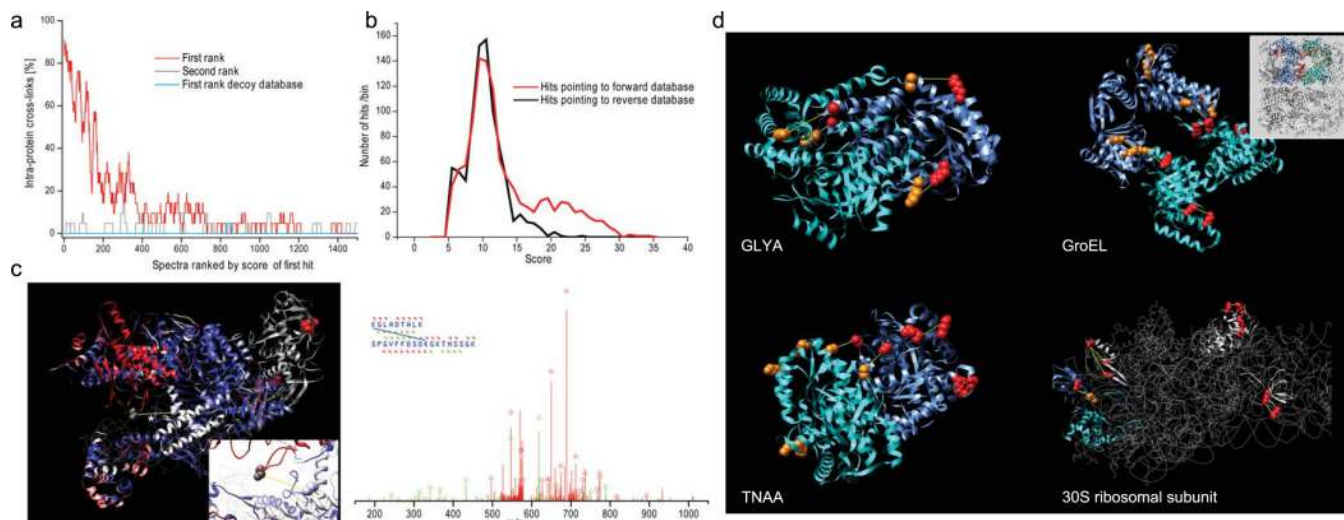 a
100
80
60
40
20
0
Intra-protein cross-links [%]
First rank
Second rank
First rank decoy database
0 200 400 600 800 1000 1200 1400
Spectra ranked by score of first hit
b
160
140
120
100
80
60
40
20
0
Number of hits /bin
Hits pointing to forward database
Hits pointing to reverse database
0 5 10 15 20 25 30 35 40
Score
c
200 300 400 500 600 700 800 900 1000
d
GLYA
GroEL
TNAA
30S ribosomal subunit